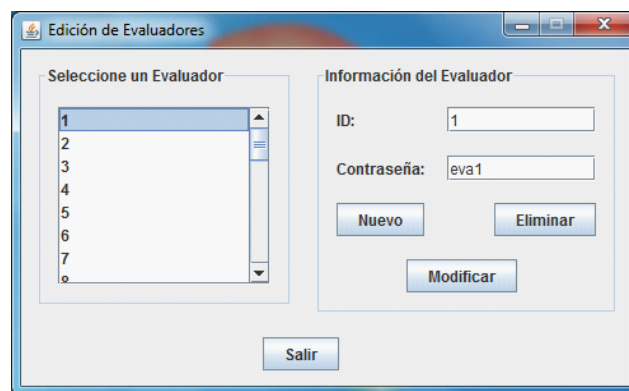 Edición de Evaluadores
Seleccione un Evaluador
1
2
3
4
5
6
7
8
Información del Evaluador
ID: 1
Contraseña: eva1
Nuevo Eliminar
Modificar
Salir